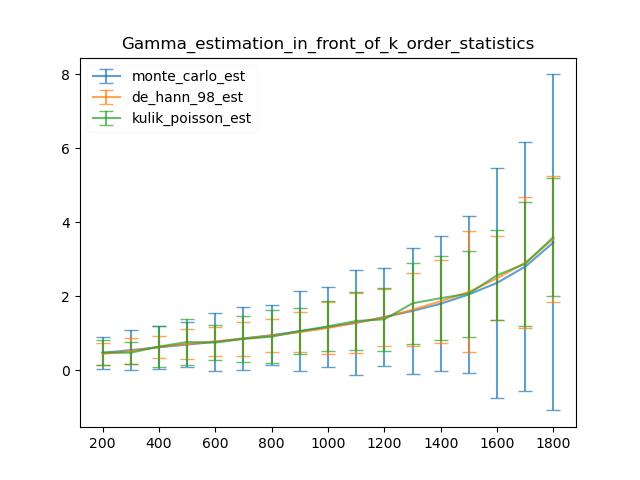 Gamma_estimation_in_front_of_k_order_statistics
monte_carlo_est
de_hann_98_est
kulik_poisson_est
8
6
4
2
0
200 400 600 800 1000 1200 1400 1600 1800